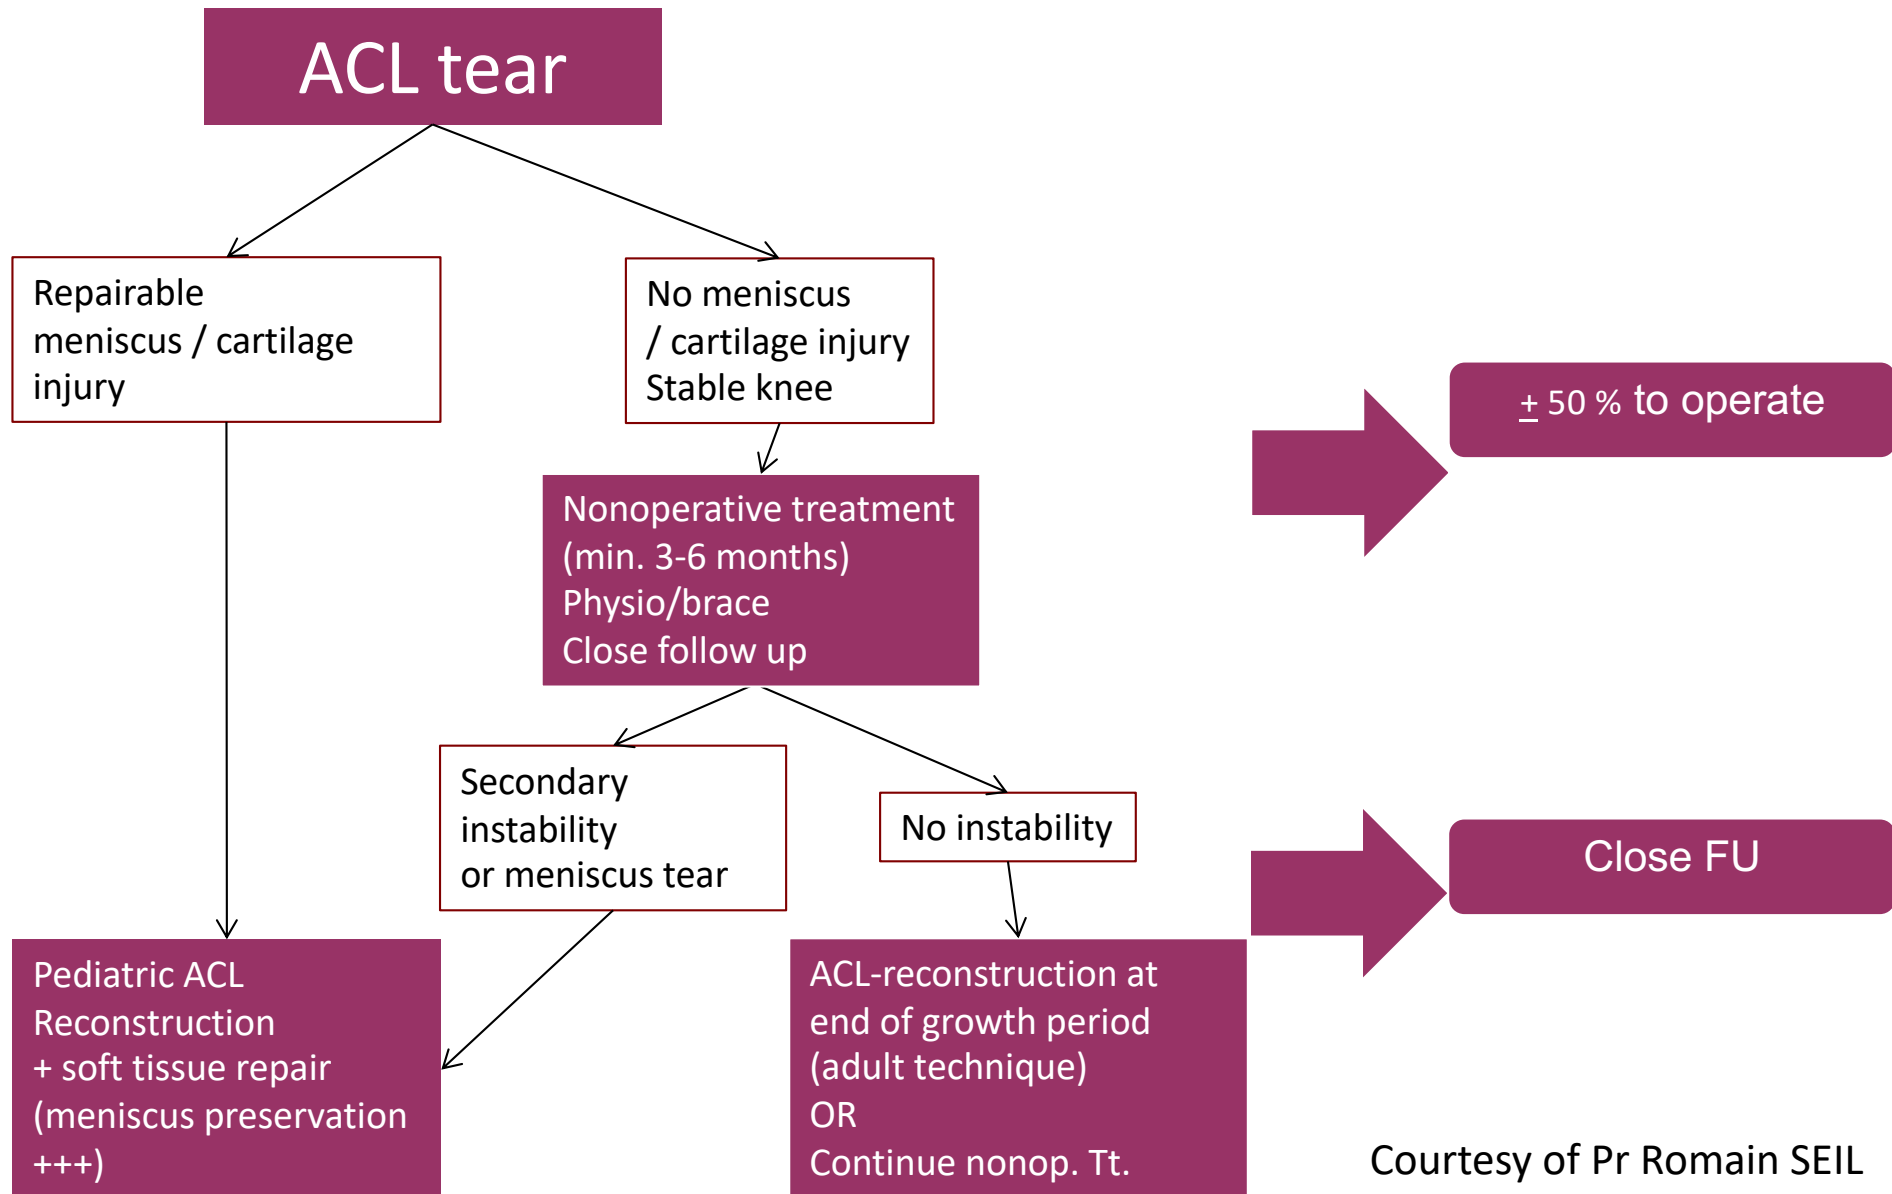 ACL tear
Repairable
meniscus / cartilage
injury
No meniscus
/ cartilage injury
Stable knee
± 50 % to operate
Nonoperative treatment
(min. 3-6 months)
Physio/brace
Close follow up
Secondary
instability
or meniscus tear
No instability
Close FU
Pediatric ACL
Reconstruction
+ soft tissue repair
(meniscus preservation
+++)
ACL-reconstruction at
end of growth period
(adult technique)
OR
Continue nonop. Tt.
Courtesy of Pr Romain SEIL